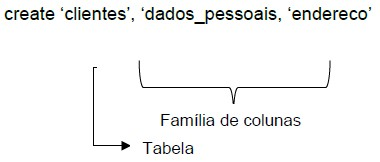 create ‘clientes’, ‘dados_pessoais, ‘endereco’
Família de colunas
Tabela